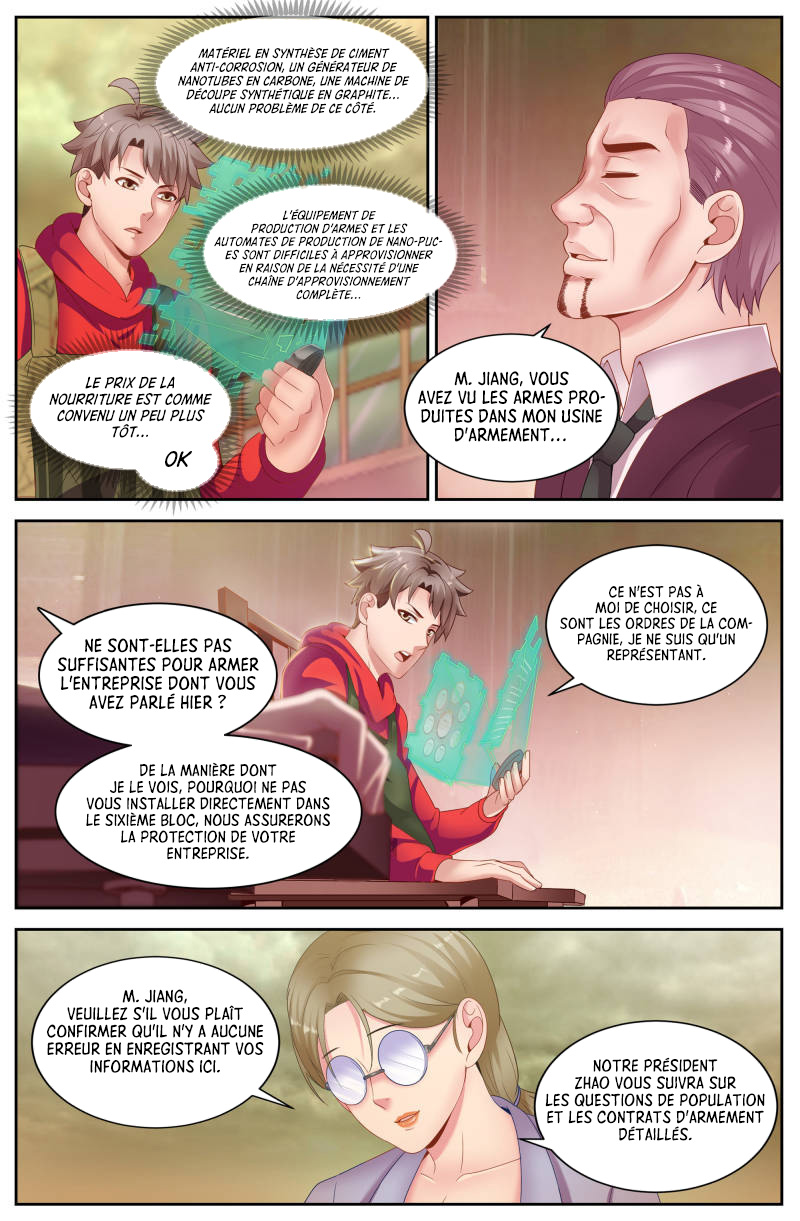 MATÉRIEL EN SYNTHÈSE DE CIMENT
ANTI-CORROSION, UN GÉNÉRATEUR DE
NANOTUBES EN CARBONE, UNE MACHINE DE
DÉCOUPE SYNTHÉTIQUE EN GRAPHITE...
AUCUN PROBLÈME DE CE CÔTÉ.
L'ÉQUIPEMENT DE
PRODUCTION D'ARMES ET LES
AUTOMATES DE PRODUCTION DE NANO-PUC-
ES SONT DIFFICILES À APPROVISIONNER
EN RAISON DE LA NÉCESSITÉ D'UNE
CHAÎNE D'APPROVISIONNEMENT
COMPLÈTE...
LE PRIX DE LA
NOURRITURE EST COMME
CONVENU UN PEU PLUS
TÔT...
OK
M. JIANG, VOUS
AVEZ VU LES ARMES PRO-
DUITES DANS MON USINE
D'ARMEMENT...
NE SONT-ELLES PAS
SUFFISANTES POUR ARMER
L'ENTREPRISE DONT VOUS
AVEZ PARLÉ HIER ?
CE N'EST PAS À
MOI DE CHOISIR, CE
SONT LES ORDRES DE LA COM-
PAGNIE, JE NE SUIS QU'UN
REPRÉSENTANT.
DE LA MANIÈRE DONT
JE LE VOIS, POURQUOI NE PAS
VOUS INSTALLER DIRECTEMENT DANS
LE SIXIÈME BLOC, NOUS ASSURERONS
LA PROTECTION DE VOTRE
ENTREPRISE.
M. JIANG,
VEUILLEZ S'IL VOUS PLAÎT
CONFIRMER QU'IL N'Y A AUCUNE
ERREUR EN ENREGISTRANT VOS
INFORMATIONS ICI.
NOTRE PRÉSIDENT
ZHAO VOUS SUIVRA SUR
LES QUESTIONS DE POPULATION
ET LES CONTRATS D'ARMEMENT
DÉTAILLÉS.